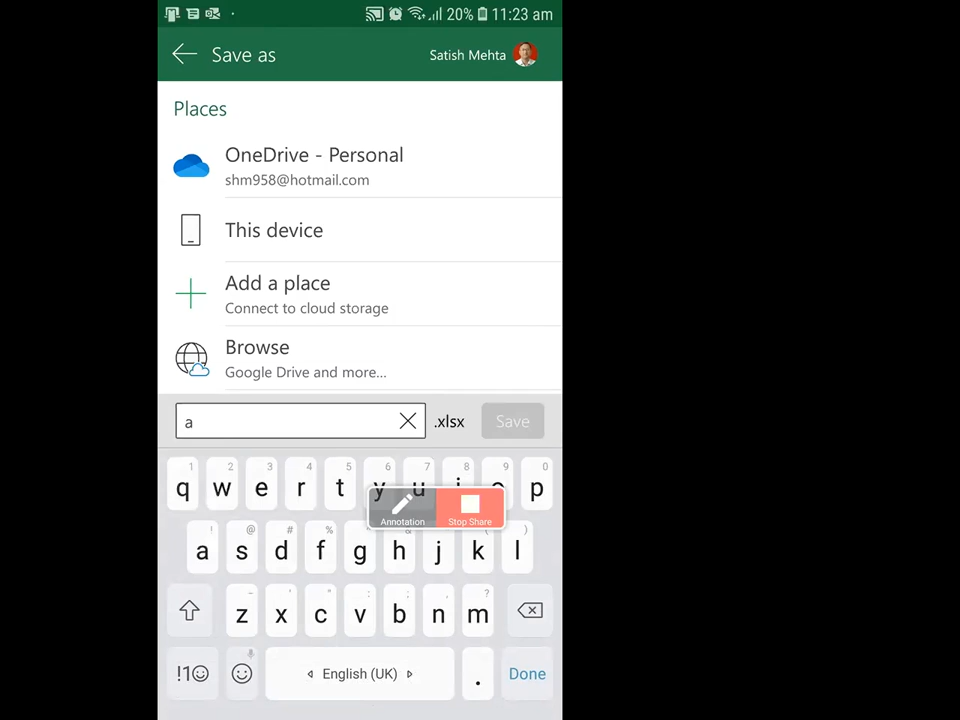 20% 11:23 am
Save as Satish Mehta
Places
OneDrive - Personal
shm958@hotmail.com
This device
Add a place
Connect to cloud storage
Browse
Google Drive and more...
a .xlsx Save
1 2 3 4 5 6 7 8 9 0
q w e r t y u i o p
Annotation Stop Share
! @ # % & )
a s d f g h j k l
- ' " : ; , ?
z x c v b n m
!1☺ English (UK) . Done